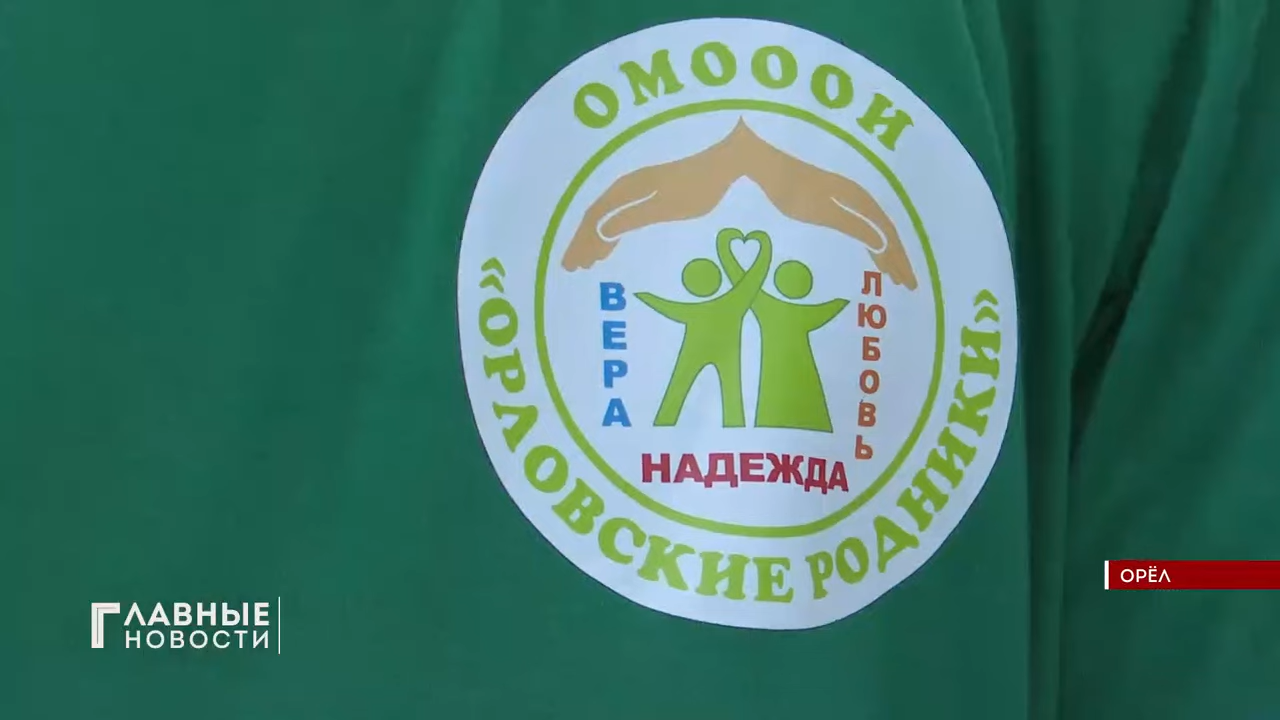 ОМОООИ
«ОРЛОВСКИЕ РОДНИКИ»
ВЕРА
ЛЮБОВЬ
НАДЕЖДА
ОРЁЛ
ГЛАВНЫЕ
НОВОСТИ